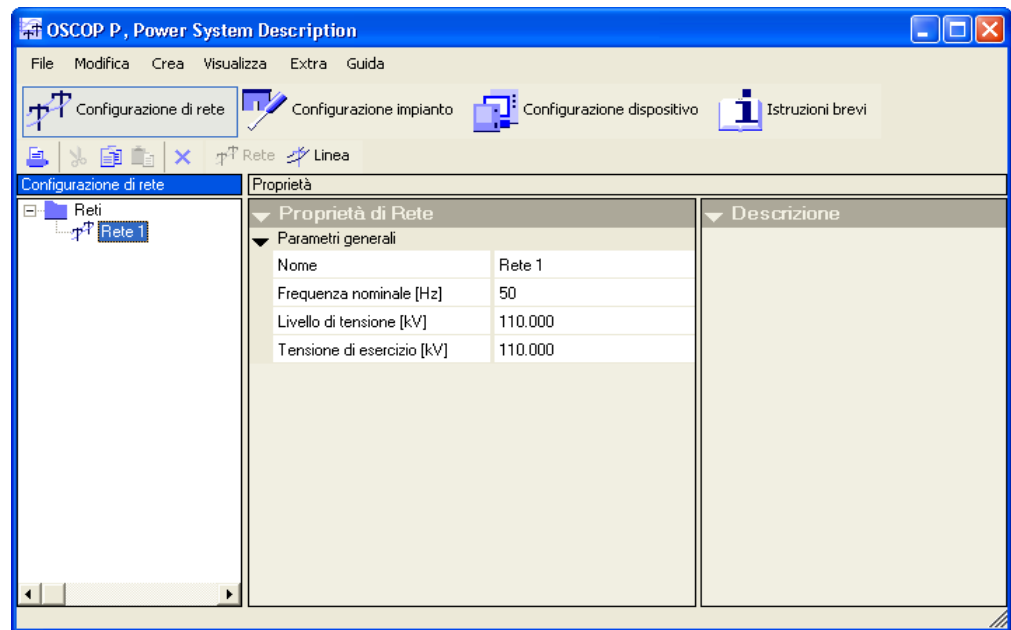 OSCOP P, Power System Description
File Modifica Crea Visualizza Extra Guida
Configurazione di rete Configurazione impianto Configurazione dispositivo Istruzioni brevi
Rete Linea
Configurazione di rete Proprietà
Reti
Rete 1
Proprietà di Rete
Parametri generali
Nome Rete 1
Frequenza nominale [Hz] 50
Livello di tensione [kV] 110.000
Tensione di esercizio [kV] 110.000
Descrizione